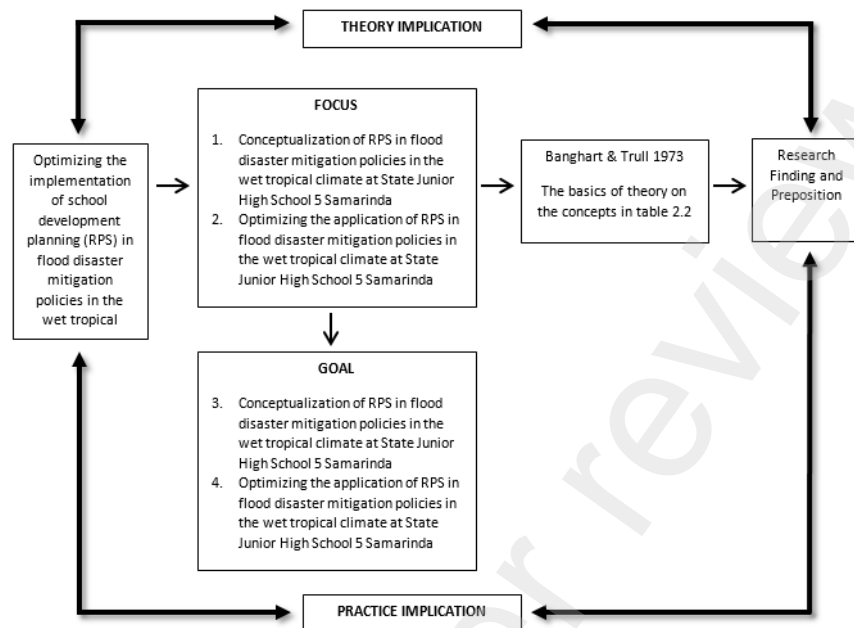 THEORY IMPLICATION
Optimizing the
implementation
of school
development
planning (RPS) in
flood disaster
mitigation
policies in the
wet tropical
FOCUS
1. Conceptualization of RPS in flood
disaster mitigation policies in the
wet tropical climate at State Junior
High School 5 Samarinda
2. Optimizing the application of RPS in
flood disaster mitigation policies in
the wet tropical climate at State
Junior High School 5 Samarinda
Banghart & Trull 1973
The basics of theory on
the concepts in table 2.2
Research
Finding and
Preposition
GOAL
3. Conceptualization of RPS in flood
disaster mitigation policies in the
wet tropical climate at State Junior
High School 5 Samarinda
4. Optimizing the application of RPS in
flood disaster mitigation policies in
the wet tropical climate at State
Junior High School 5 Samarinda
PRACTICE IMPLICATION
or review